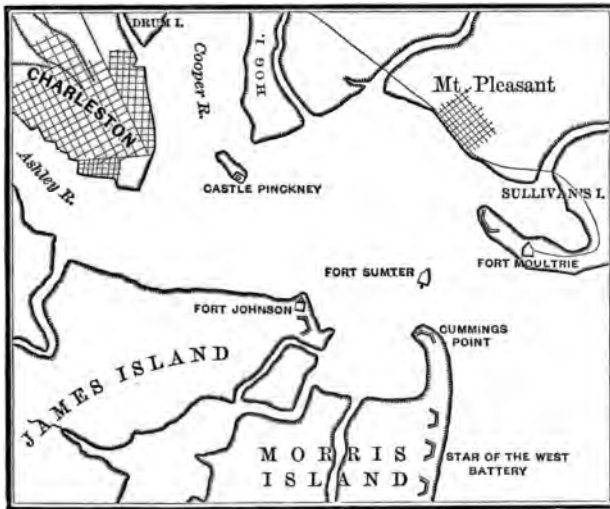 DRUM I.
Cooper R.
HOG I.
Mt. Pleasant
CHARLESTON
Ashley R.
CASTLE PINCKNEY
SULLIVAN'S I.
FORT MOULTRIE
FORT SUMTER
FORT JOHNSON
CUMMINGS
POINT
JAMES ISLAND
MORRIS
ISLAND
STAR OF THE WEST
BATTERY